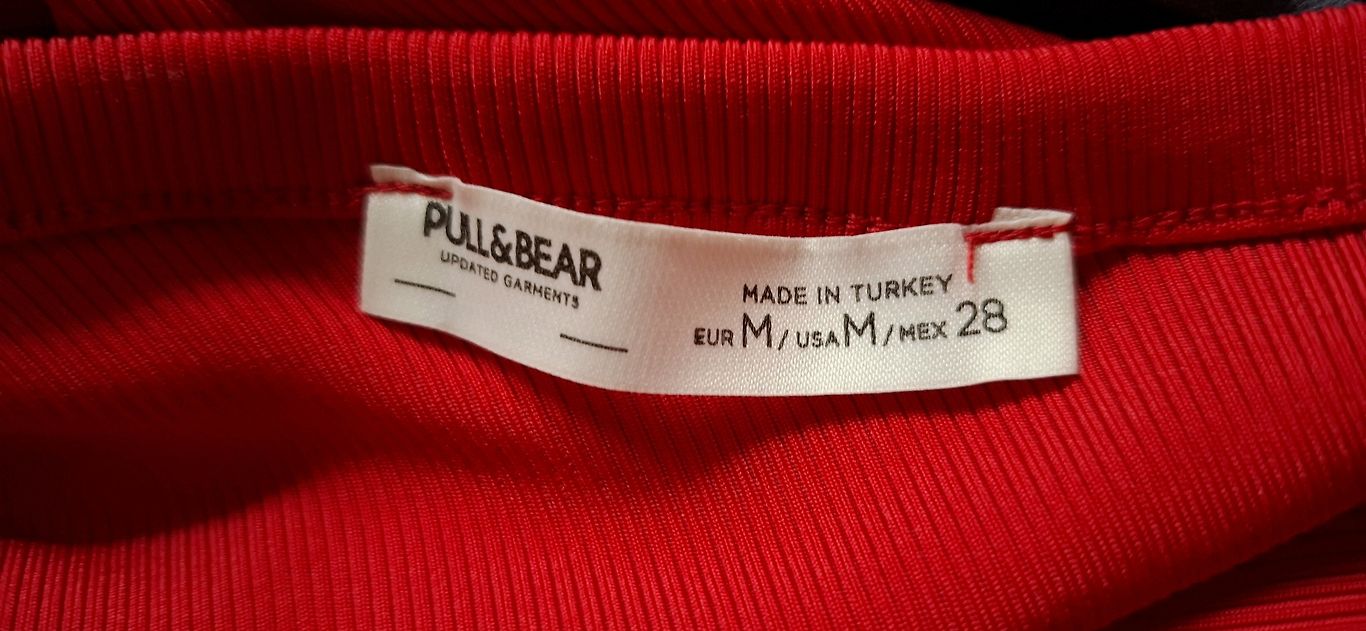 PULL&BEAR
UPDATED GARMENTS
MADE IN TURKEY
EUR M / USA M / MEX 28